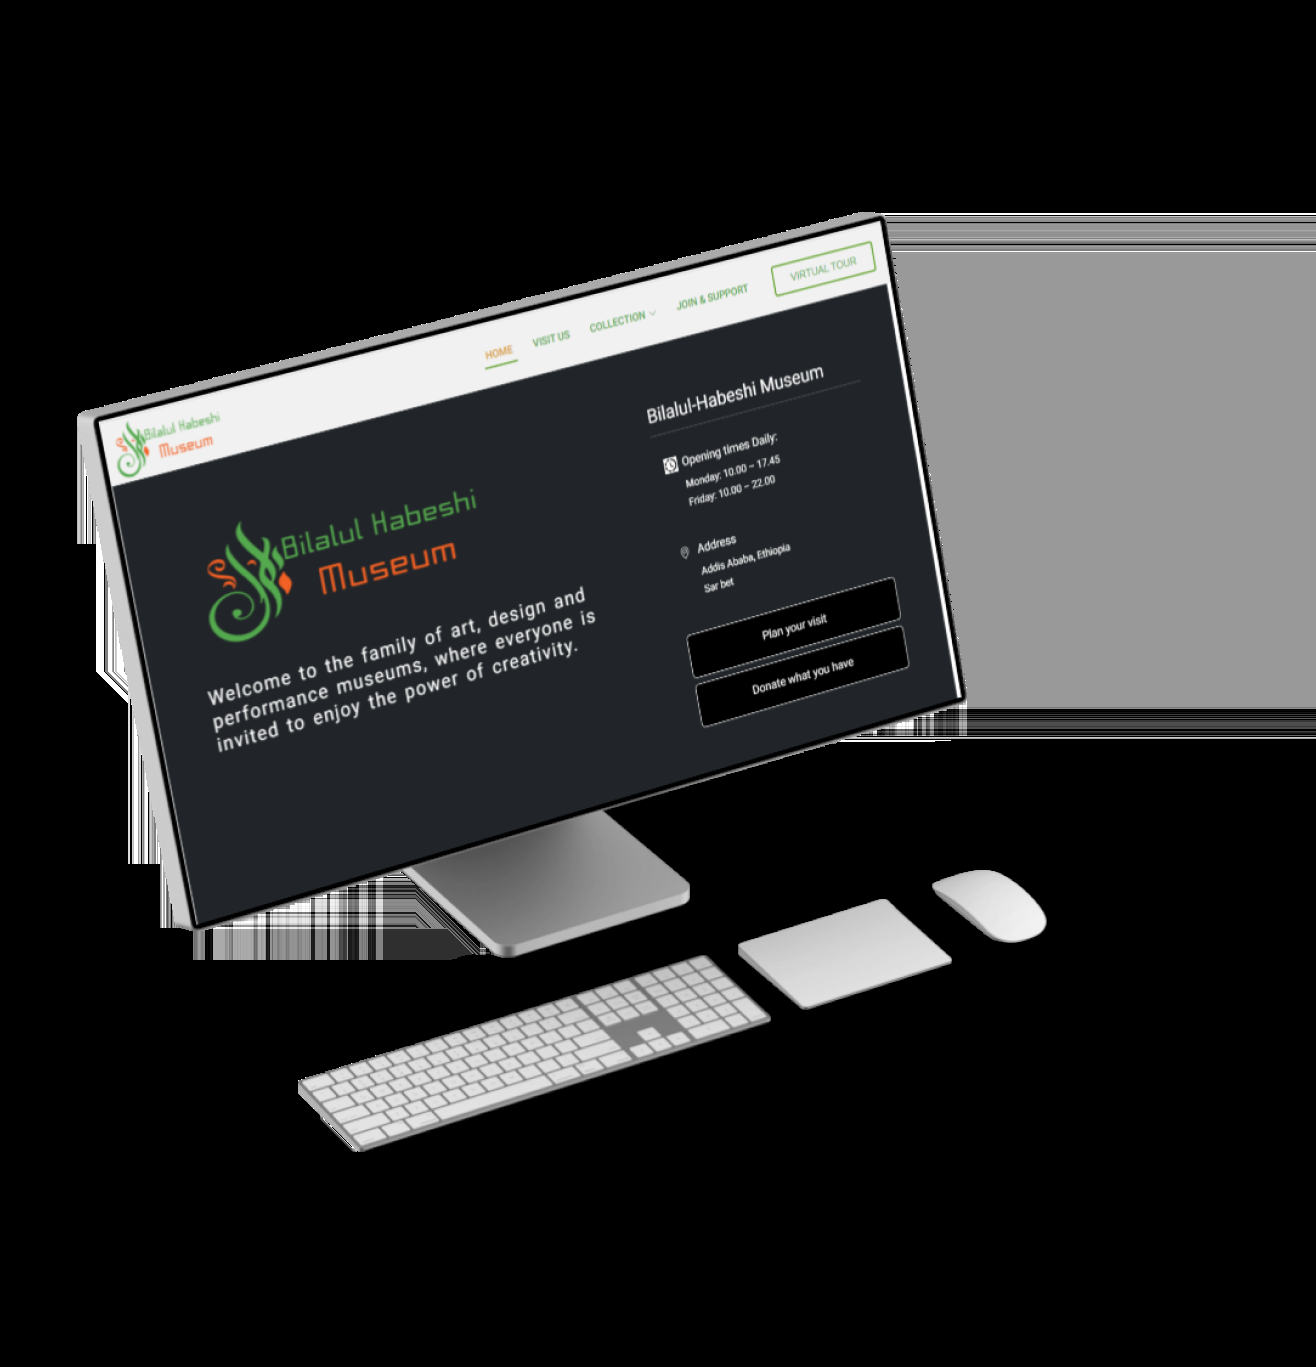 Bilalul Habeshi
Museum
HOME
VISIT US
COLLECTION
JOIN & SUPPORT
VIRTUAL TOUR
Bilalul Habeshi
Museum
Welcome to the family of art, design and
performance museums, where everyone is
invited to enjoy the power of creativity.
Bilalul-Habeshi Museum
Opening times Daily:
Monday: 10.00 – 17.45
Friday: 10.00 – 22.00
Address
Addis Ababa, Ethiopia
Sar bet
Plan your visit
Donate what you have